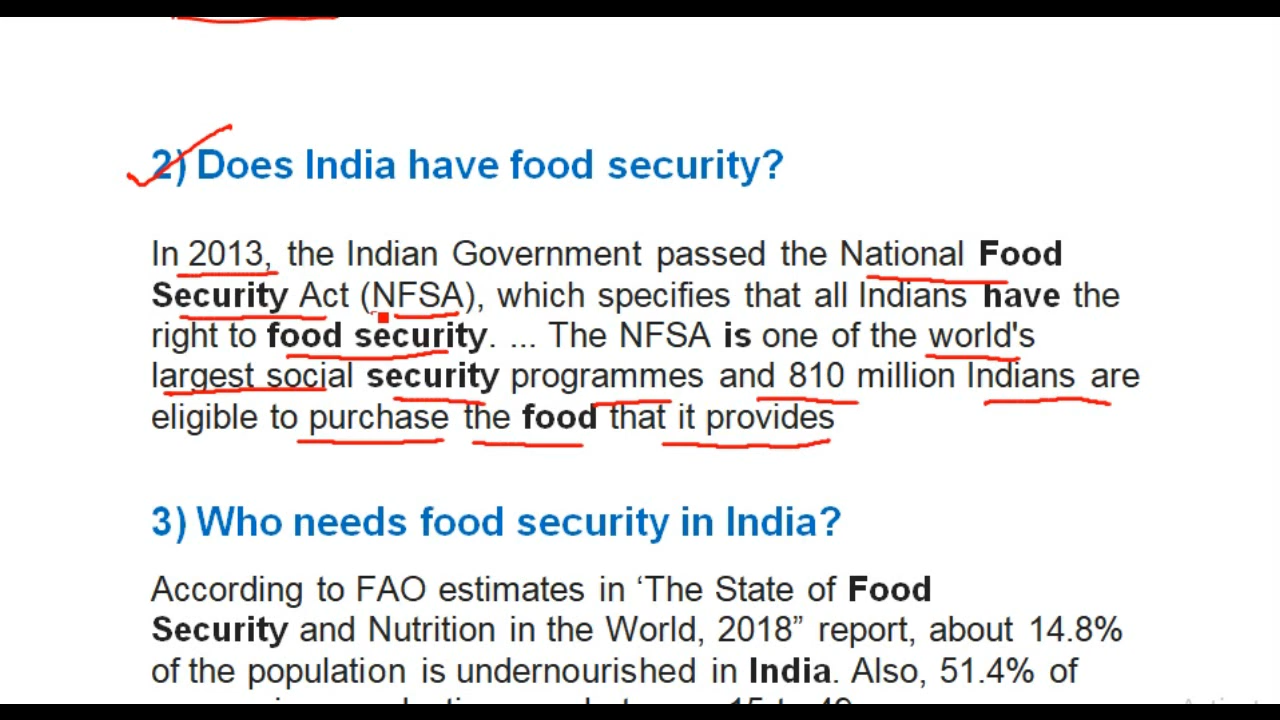 2) Does India have food security?
In 2013, the Indian Government passed the National Food
Security Act (NFSA), which specifies that all Indians have the
right to food security. ... The NFSA is one of the world's
largest social security programmes and 810 million Indians are
eligible to purchase the food that it provides
3) Who needs food security in India?
According to FAO estimates in ‘The State of Food
Security and Nutrition in the World, 2018” report, about 14.8%
of the population is undernourished in India. Also, 51.4% of
15 to 49